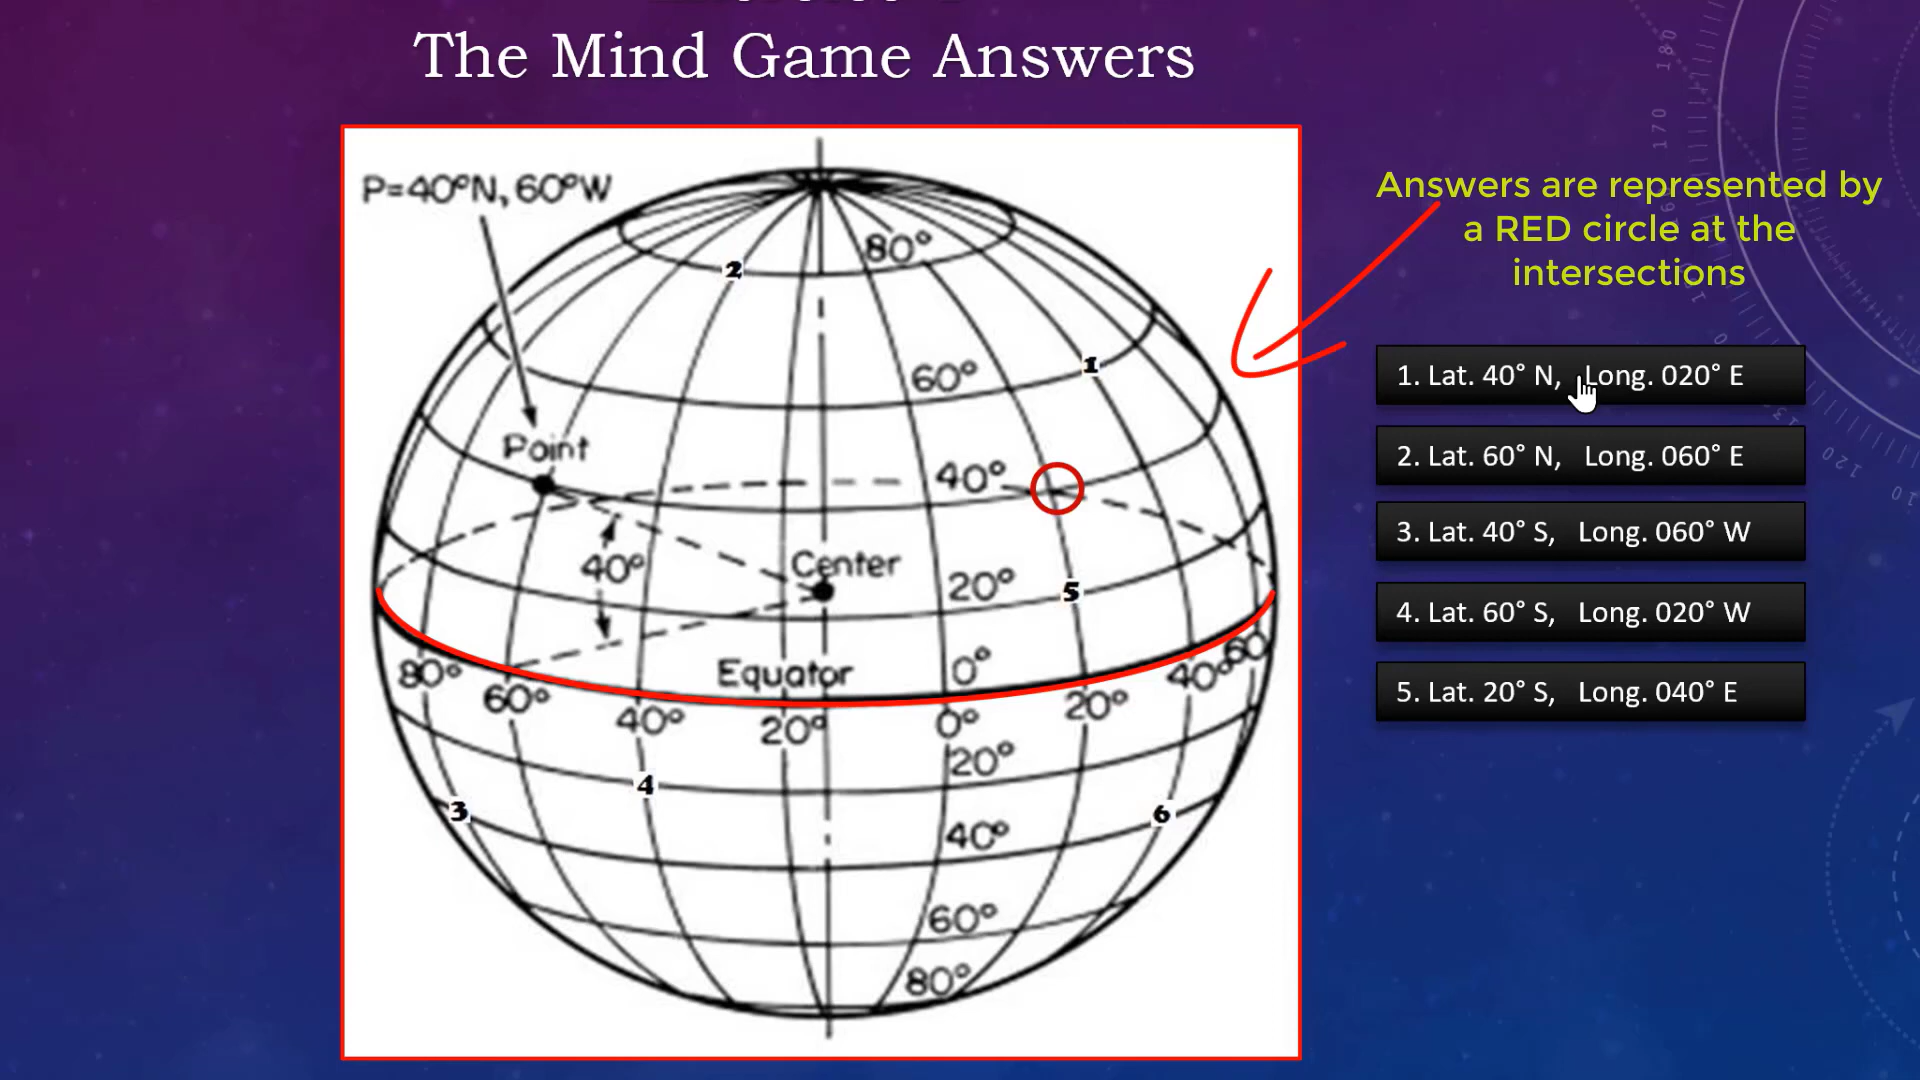 The Mind Game Answers
P=40°N, 60°W
80°
2
1
60°
Point
40°
Center
40°
20°
5
Equator
0°
80°
60°
40°
20°
0°
20°
40°
60
20°
4
3
40°
6
60°
80°
Answers are represented by
a RED circle at the
intersections
1. Lat. 40° N, Long. 020° E
2. Lat. 60° N, Long. 060° E
3. Lat. 40° S, Long. 060° W
4. Lat. 60° S, Long. 020° W
5. Lat. 20° S, Long. 040° E
180
170
120